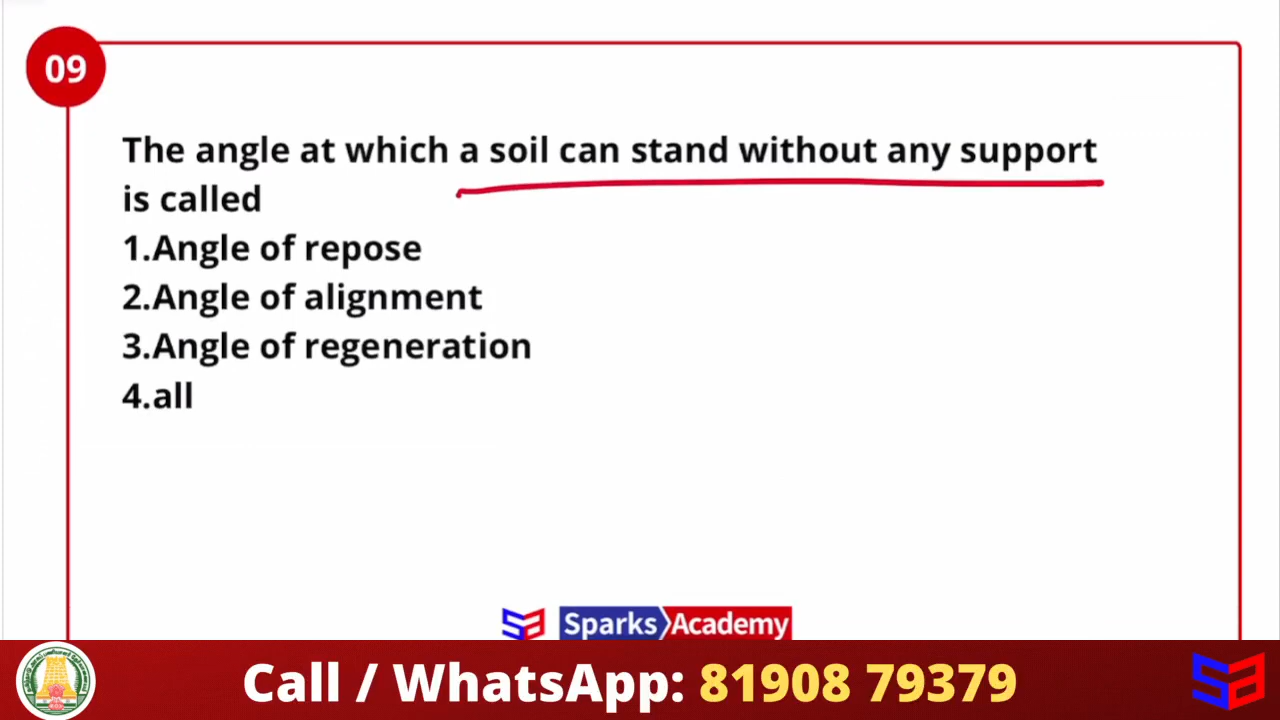 09
The angle at which a soil can stand without any support
is called
1.Angle of repose
2.Angle of alignment
3.Angle of regeneration
4.all
Sparks Academy
Call / WhatsApp: 81908 79379